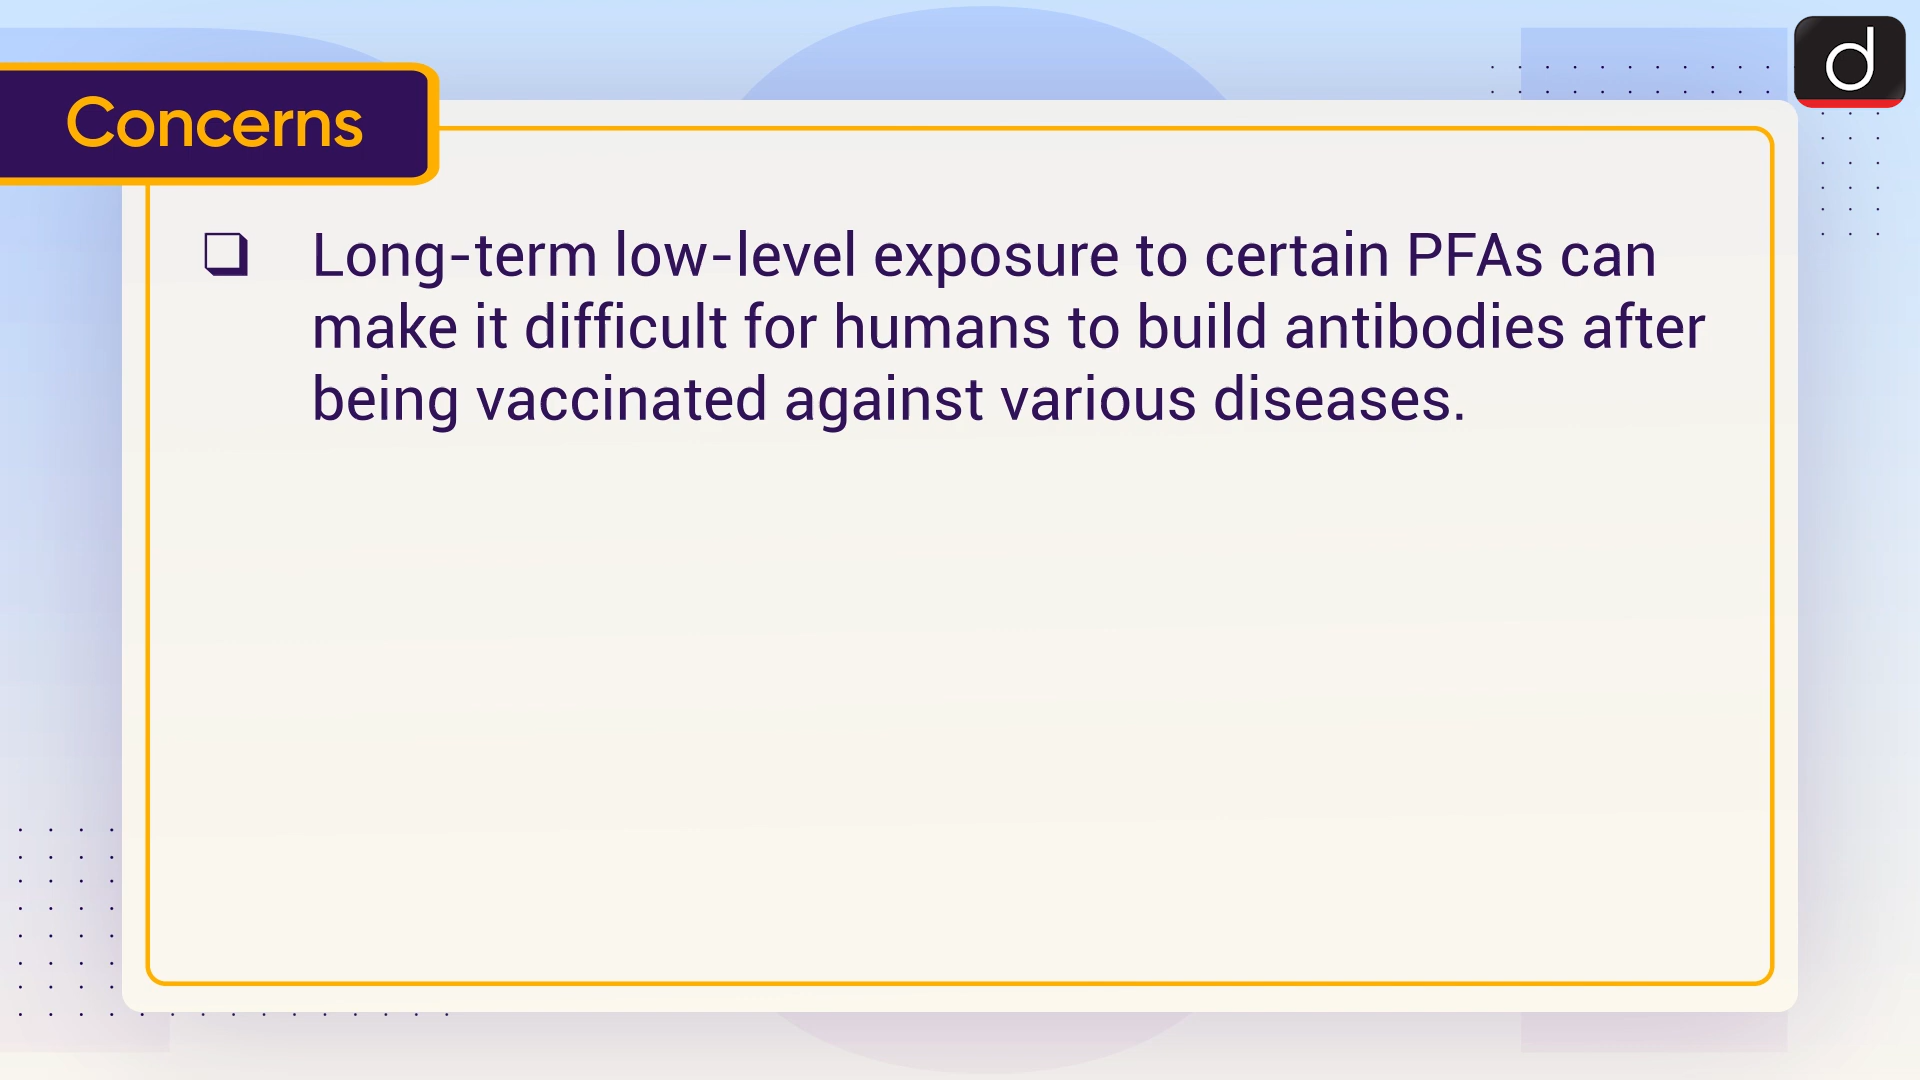 Concerns
d
❑ Long-term low-level exposure to certain PFAs can
make it difficult for humans to build antibodies after
being vaccinated against various diseases.